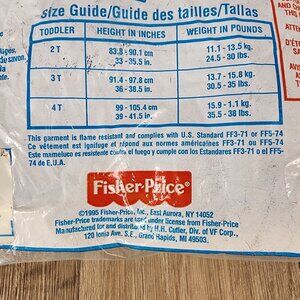 Size Guide/Guide des tailles/Tallas
TODDLER HEIGHT IN INCHES WEIGHT IN POUNDS
2 T 83.8 - 90.1 cm 11.1 - 13.5 kg.
33 - 35.5 in. 24.5 - 30 lbs.
3 T 91.4 - 97.8 cm 13.7 - 15.8 kg.
36 - 38.5 in. 30.5 - 35 lbs.
4 T 99 - 105.4 cm 15.9 - 1.1 kg.
39 - 41.5 in. 35.5 - 38 lbs.
This garment is flame resistant and complies with U.S. Standard FF3-71 or FF5-74
Ce vêtement est ignifuge et répond aux normes américaines FF3-71 ou FF5-74
Este mameluco es resistente contra el fuego y cumple con los Estandares FF3-71 o el FF5-
74 de E.U.A.
Fisher-Price®
©1995 Fisher-Price, Inc., East Aurora, NY 14052
Fisher-Price trademarks are used under license from Fisher-Price
Manufactured for and distributed by H.H. Cutler, Div. of VF Corp.,
120 Ionia Ave. S.E., Grand Rapids, MI 49503.